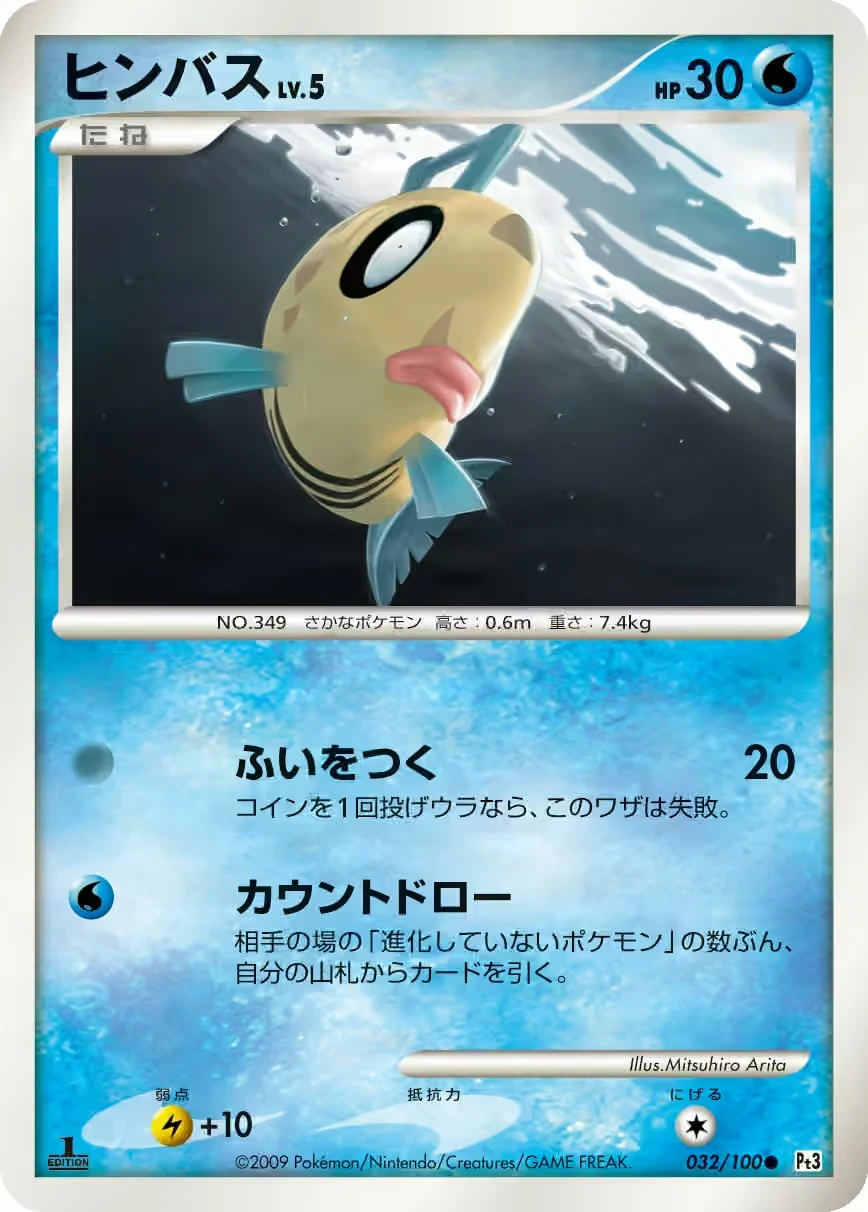 ヒンバス LV.5 HP 30
たね
NO.349 さかなポケモン 高さ：0.6m 重さ：7.4kg
ふいをつく 20
コインを1回投げウラなら、このワザは失敗。
カウントドロー
相手の場の「進化していないポケモン」の数ぶん、
自分の山札からカードを引く。
Illus.Mitsuhiro Arita
弱点 抵抗力 にげる
+10
1 EDITION ©2009 Pokémon/Nintendo/Creatures/GAME FREAK. 032/100 Pt3